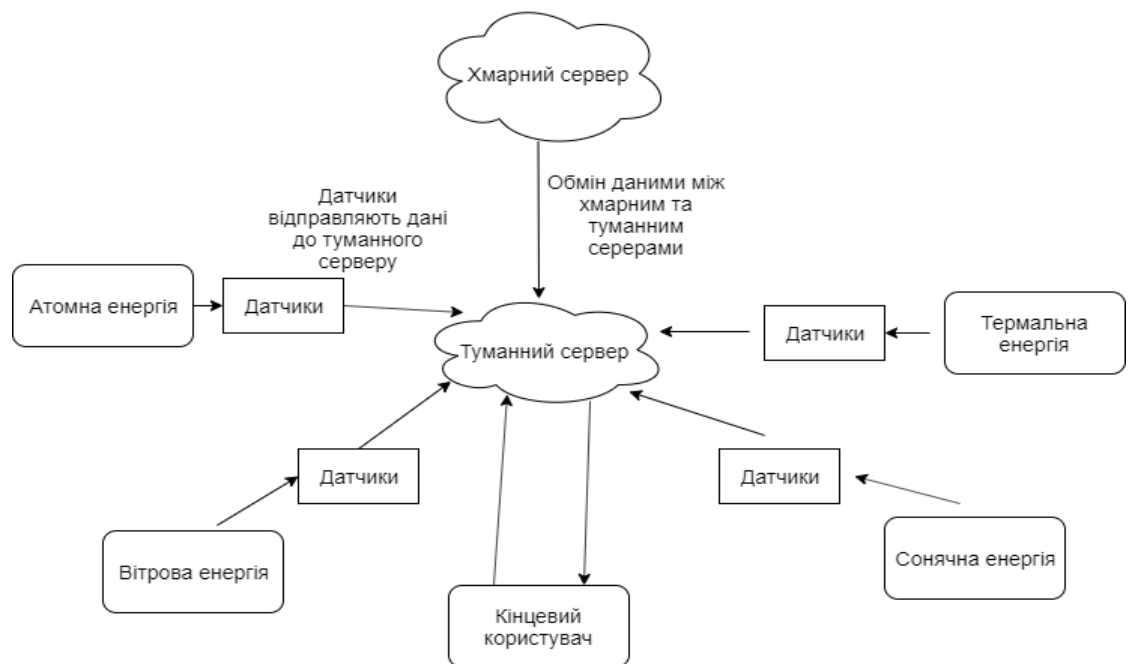 Хмарний сервер
Датчики
відправляють дані
до туманного
серверу
Обмін даними між
хмарним та
туманним
серерами
Атомна енергія
Датчики
Датчики
Термальна
енергія
Туманний сервер
Датчики
Датчики
Вітрова енергія
Сонячна енергія
Кінцевий
користувач